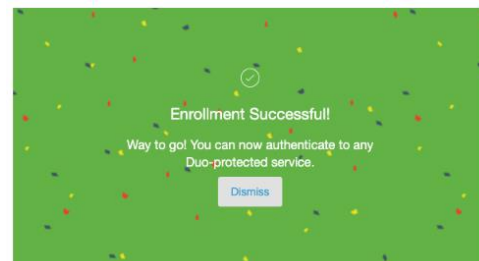 Enrollment Successful!
Way to go! You can now authenticate to any
Duo-protected service.
Dismiss